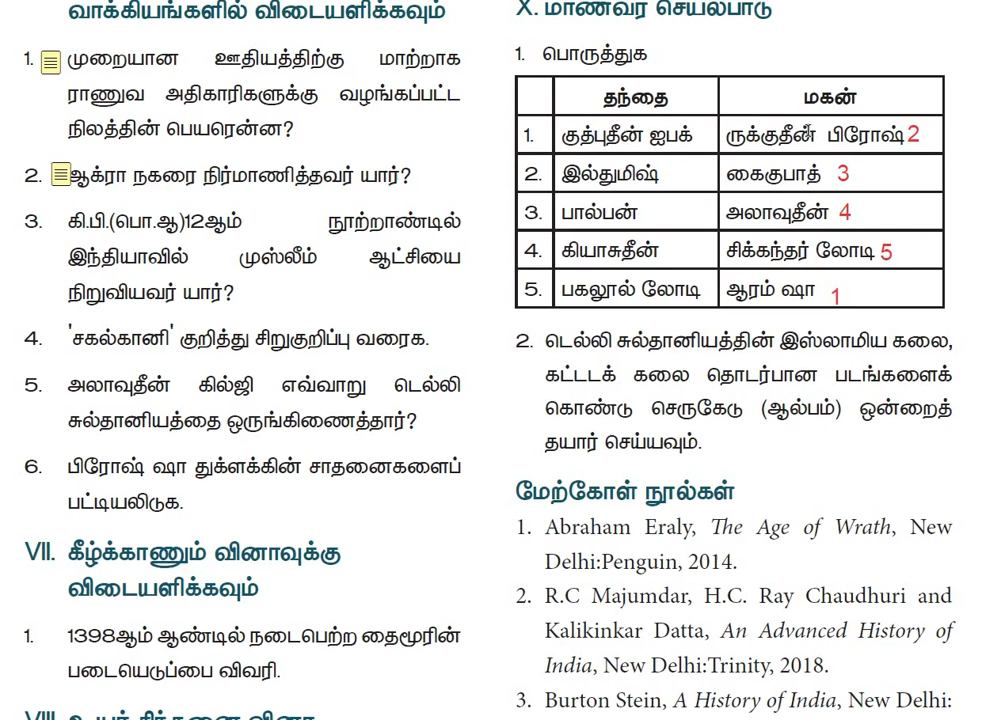 வாக்கியங்களில் விடையளிக்கவும்
1. முறையான ஊதியத்திற்கு மாற்றாக
ராணுவ அதிகாரிகளுக்கு வழங்கப்பட்ட
நிலத்தின் பெயரென்ன?
2. ஆக்ரா நகரை நிர்மாணித்தவர் யார்?
3. கி.பி.(பொ.ஆ)12ஆம் நூற்றாண்டில்
இந்தியாவில் முஸ்லீம் ஆட்சியை
நிறுவியவர் யார்?
4. 'சகல்கானி' குறித்து சிறுகுறிப்பு வரைக.
5. அலாவுதீன் கில்ஜி எவ்வாறு டெல்லி
சுல்தானியத்தை ஒருங்கிணைத்தார்?
6. பிரோஷ் ஷா துக்ளக்கின் சாதனைகளைப்
பட்டியலிடுக.
VII. கீழ்க்காணும் வினாவுக்கு
விடையளிக்கவும்
1. 1398ஆம் ஆண்டில் நடைபெற்ற தைமூரின்
படையெடுப்பை விவரி.
VIII. உயர் சிந்தனை வினா
X. மாணவர் செயல்பாடு
1. பொருத்துக
தந்தை மகன்
1. குத்புதீன் ஐபக் ருக்குதீன் பிரோஷ் 2
2. இல்துமிஷ் கைகுபாத் 3
3. பால்பன் அலாவுதீன் 4
4. கியாசுதீன் சிக்கந்தர் லோடி 5
5. பகலூல் லோடி ஆரம் ஷா 1
2. டெல்லி சுல்தானியத்தின் இஸ்லாமிய கலை,
கட்டடக் கலை தொடர்பான படங்களைக்
கொண்டு செருகேடு (ஆல்பம்) ஒன்றைத்
தயார் செய்யவும்.
மேற்கோள் நூல்கள்
1. Abraham Eraly, The Age of Wrath, New
Delhi:Penguin, 2014.
2. R.C Majumdar, H.C. Ray Chaudhuri and
Kalikinkar Datta, An Advanced History of
India, New Delhi:Trinity, 2018.
3. Burton Stein, A History of India, New Delhi: